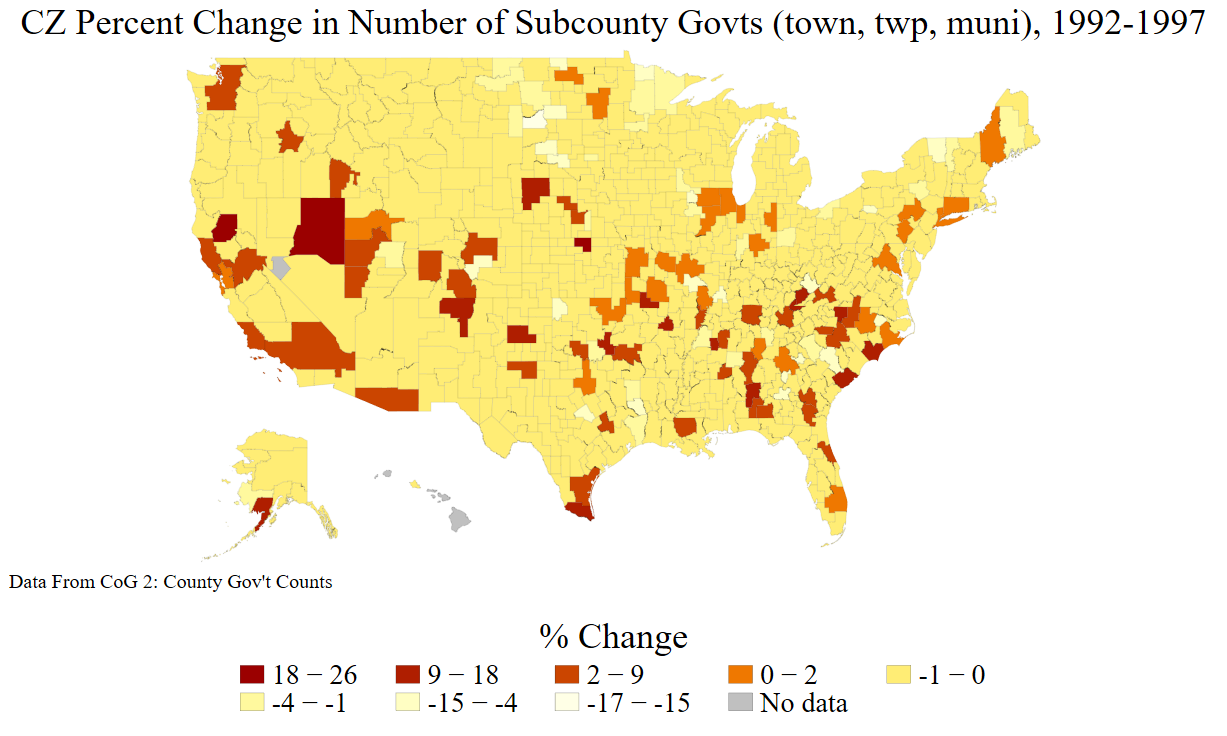 CZ Percent Change in Number of Subcounty Govts (town, twp, muni), 1992-1997
Data From CoG 2: County Gov't Counts
% Change
18 − 26 9 − 18 2 − 9 0 − 2 -1 − 0
-4 − -1 -15 − -4 -17 − -15 No data